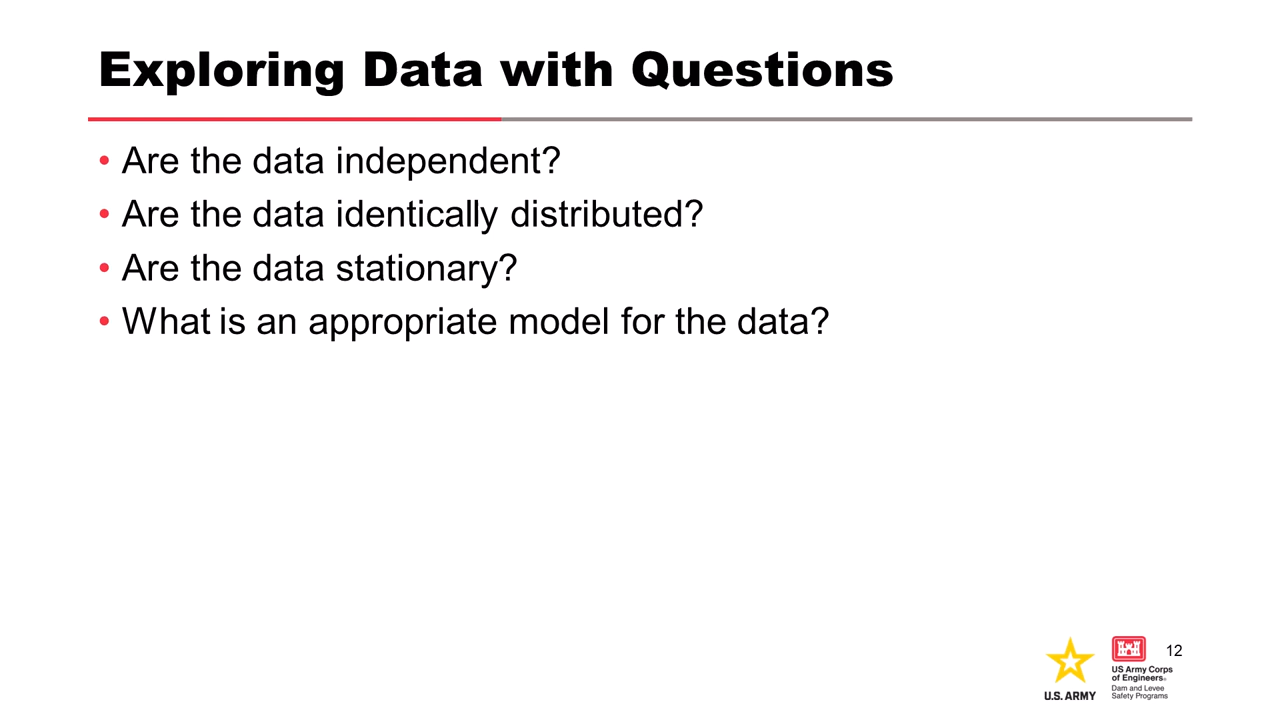 Exploring Data with Questions
• Are the data independent?
• Are the data identically distributed?
• Are the data stationary?
• What is an appropriate model for the data?
12
U.S. ARMY
US Army Corps
of Engineers®
Dam and Levee
Safety Programs